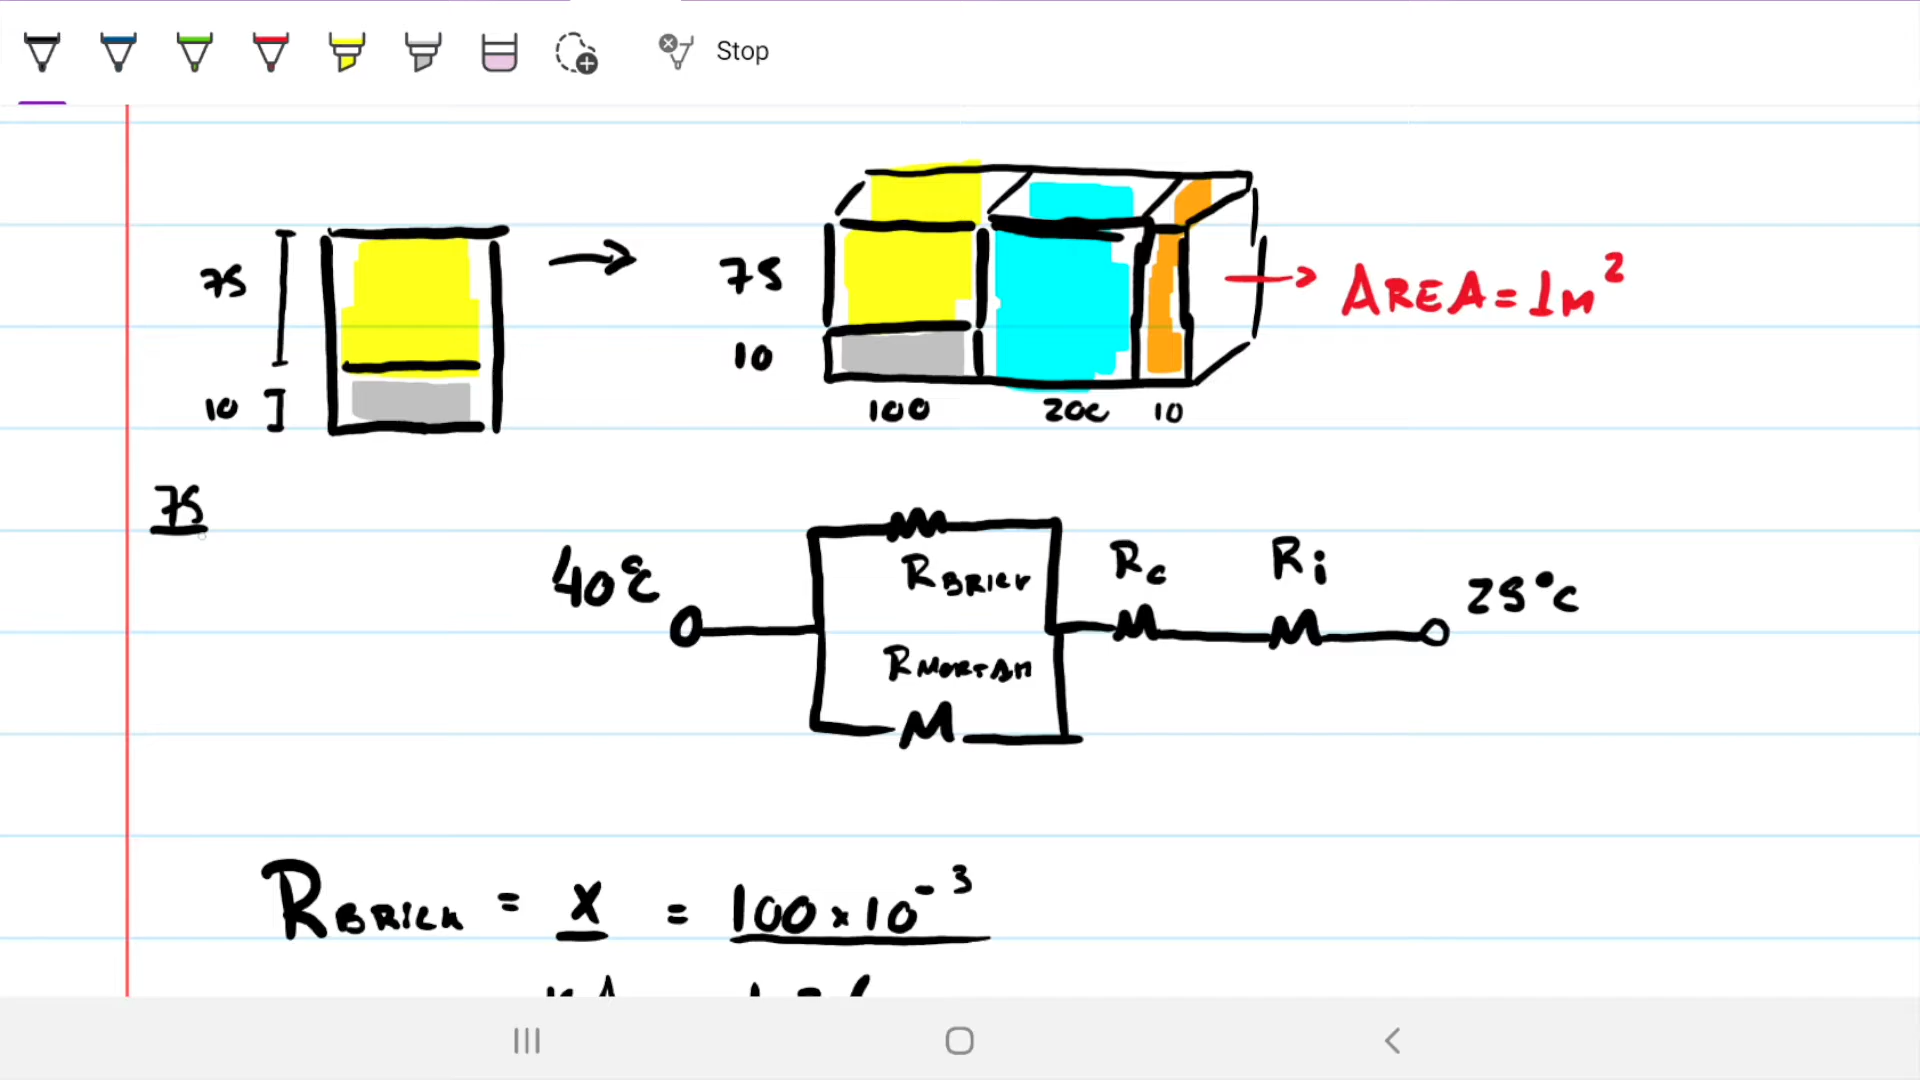 Stop
75
10
75
10
100 200 10
AREA = 1m²
75
40°C
RBRICK
RMORTAR
Rc
Ri
25°C
RBRICK = x = 100 × 10⁻³